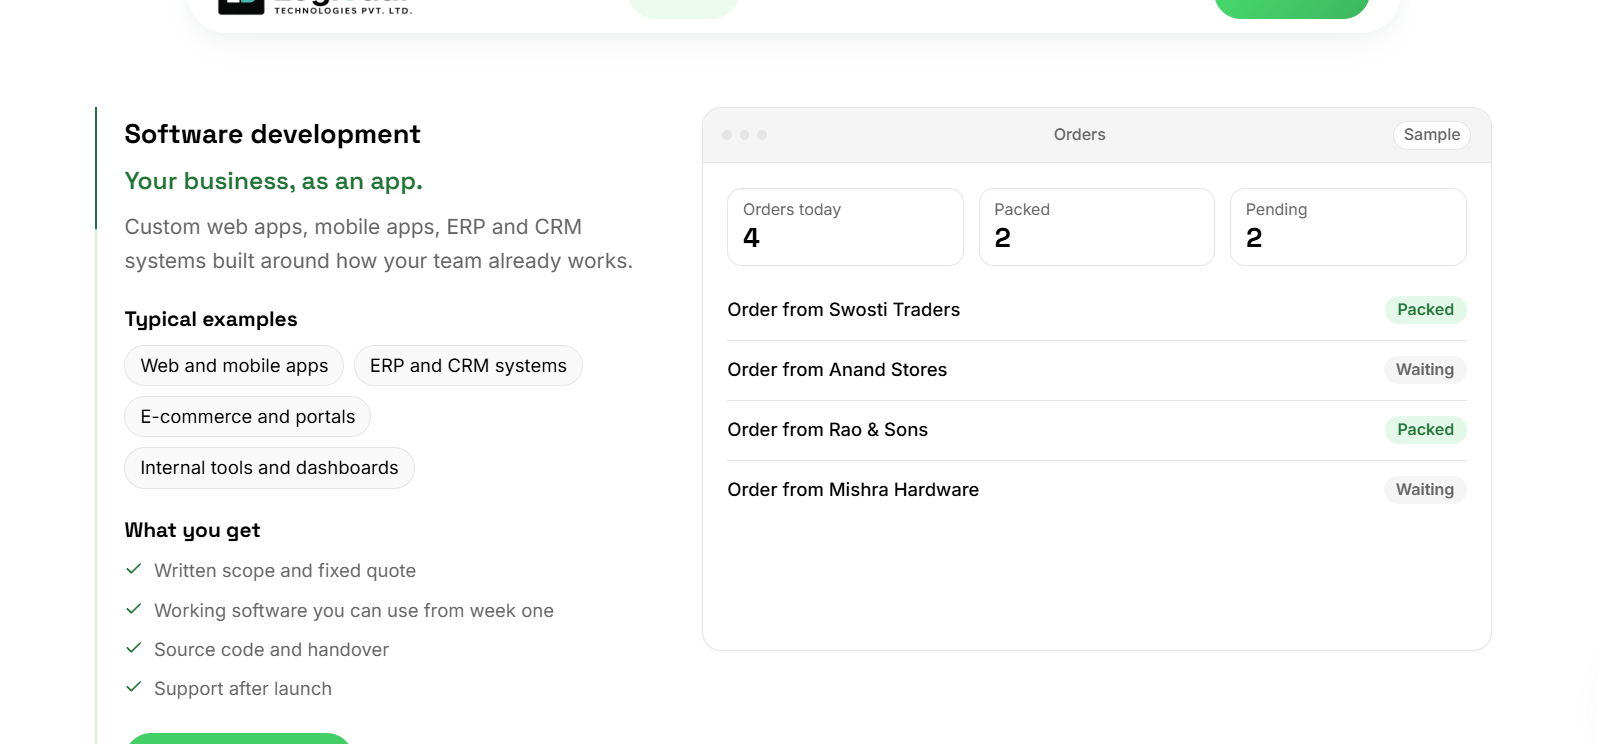 TECHNOLOGIES PVT. LTD.
Software development
Your business, as an app.
Custom web apps, mobile apps, ERP and CRM
systems built around how your team already works.
Typical examples
Web and mobile apps
ERP and CRM systems
E-commerce and portals
Internal tools and dashboards
What you get
Written scope and fixed quote
Working software you can use from week one
Source code and handover
Support after launch
Orders
Sample
Orders today
4
Packed
2
Pending
2
Order from Swosti Traders
Packed
Order from Anand Stores
Waiting
Order from Rao & Sons
Packed
Order from Mishra Hardware
Waiting